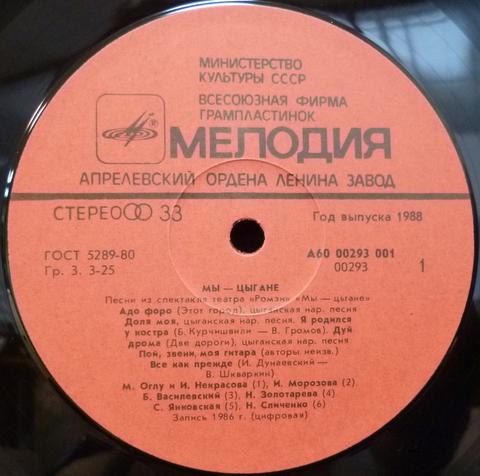 МИНИСТЕРСТВО
КУЛЬТУРЫ СССР
ВСЕСОЮЗНАЯ ФИРМА
ГРАМПЛАСТИНОК
МЕЛОДИЯ
АПРЕЛЕВСКИЙ ОРДЕНА ЛЕНИНА ЗАВОД
СТЕРЕО 33
Год выпуска 1988
ГОСТ 5289-80
Гр. 3. 3-25
А60 00293 001
00293
1
МЫ — ЦЫГАНЕ
Песни из спектакля театра «Ромэн» «Мы — цыгане»
Адо форо (Этот город), цыганская нар. песня.
Доля моя, цыганская нар. песня. Я родился
у костра (Б. Курчишвили — В. Громов). Дуй
дрома (Две дороги), цыганская нар. песня
Пой, звени, моя гитара (авторы неизв.)
Все как прежде (И. Дунаевский —
В. Шкваркин)
М. Оглу и И. Некрасова (1), И. Морозова (2)
Б. Василевский (3) Н. Золотарева (4)
С. Янковская (5), Н. Сличенко (6)
Запись 1986 г. (цифровая)